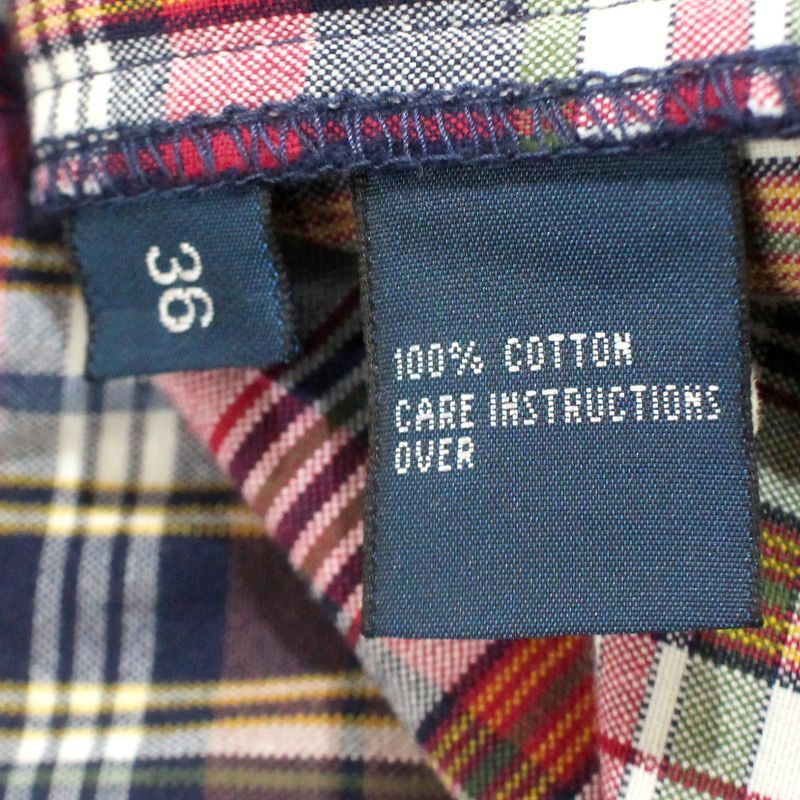 36
100% COTTON
CARE INSTRUCTIONS
OVER